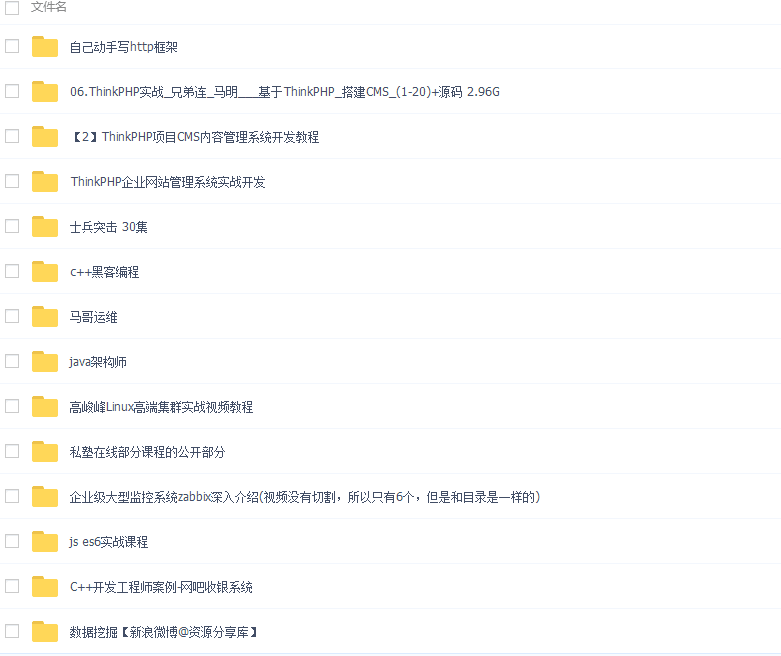 文件名
自己动手写http框架
06.ThinkPHP实战_兄弟连_马明___基于ThinkPHP_搭建CMS_(1-20)+源码 2.96G
【2】ThinkPHP项目CMS内容管理系统开发教程
ThinkPHP企业网站管理系统实战开发
士兵突击 30集
c++黑客编程
马哥运维
java架构师
高峻峰Linux高端集群实战视频教程
私塾在线部分课程的公开部分
企业级大型监控系统zabbix深入介绍(视频没有切割，所以只有6个，但是和目录是一样的)
js es6实战课程
C++开发工程师案例-网吧收银系统
数据挖掘【新浪微博@资源分享库】